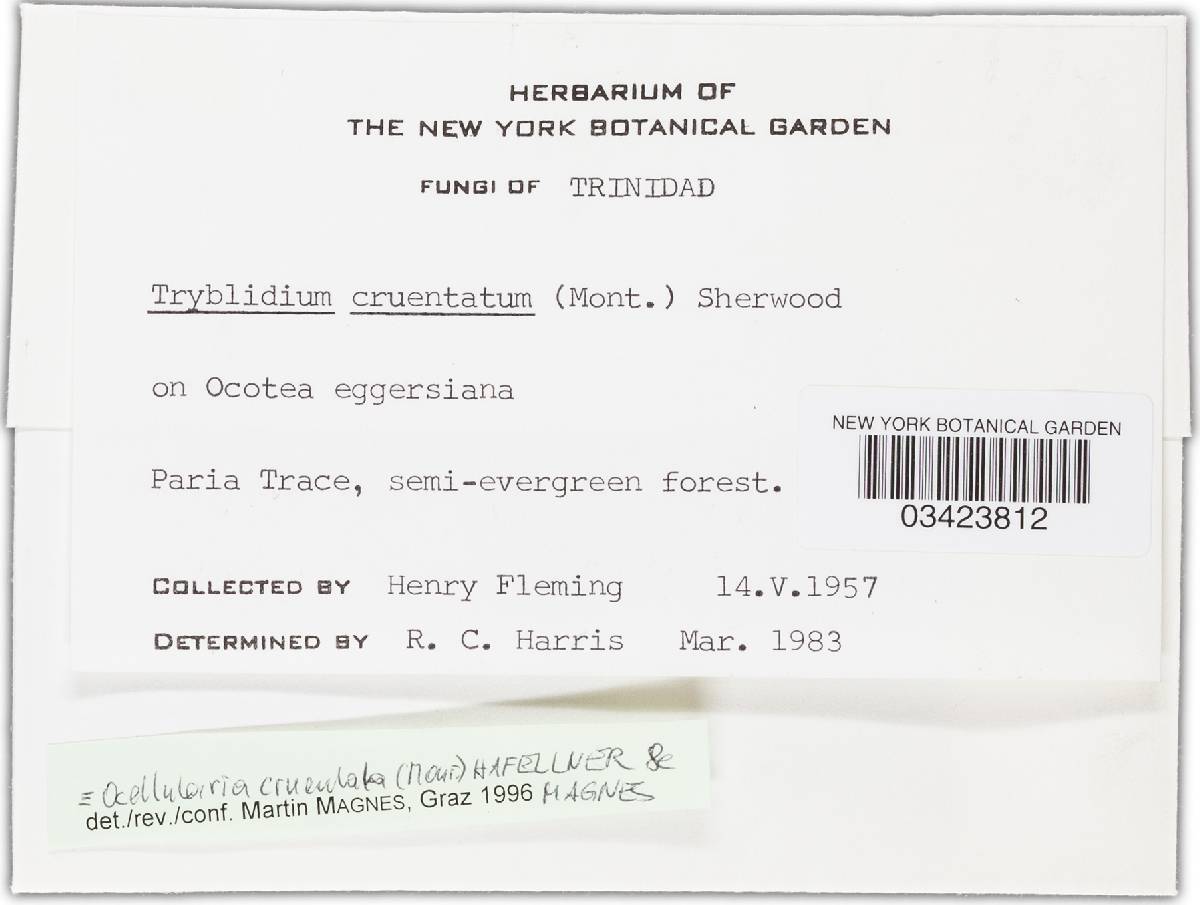 HERBARIUM OF
THE NEW YORK BOTANICAL GARDEN
FUNGI OF TRINIDAD
Tryblidium cruentatum (Mont.) Sherwood
on Ocotea eggersiana
NEW YORK BOTANICAL GARDEN
03423812
Paria Trace, semi-evergreen forest.
COLLECTED BY Henry Fleming 14.V.1957
DETERMINED BY R. C. Harris Mar. 1983
= Ocellularia cruentata (Mont.) HAFELLNER &
MAGNES
det./rev./conf. Martin MAGNES, Graz 1996